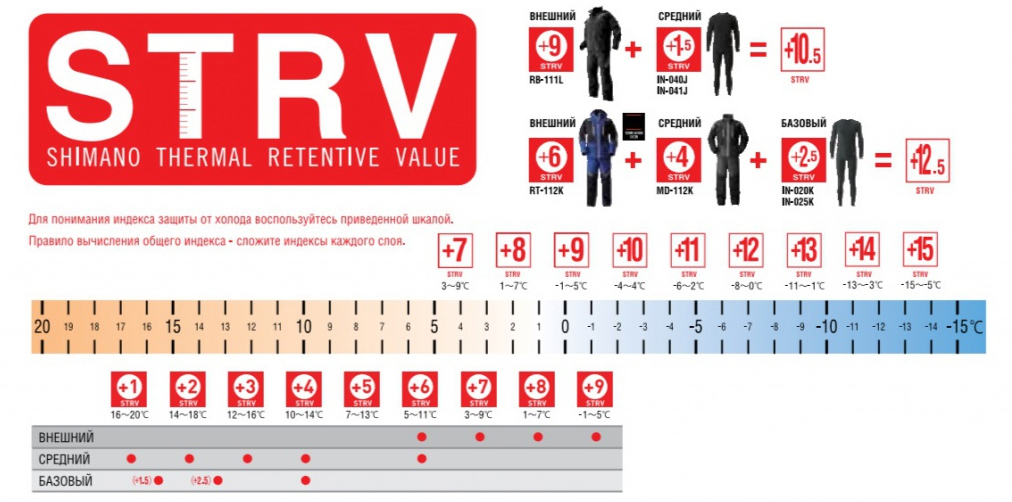 STRV
SHIMANO THERMAL RETENTIVE VALUE
ВНЕШНИЙ СРЕДНИЙ
+9 STRV + +1.5 STRV = +10.5 STRV
RB-111L IN-040J
IN-041J
ВНЕШНИЙ СРЕДНИЙ БАЗОВЫЙ
+6 STRV + +4 STRV + +2.5 STRV = +12.5 STRV
RT-112K MD-112K IN-020K
IN-025K
Для понимания индекса защиты от холода воспользуйтесь приведенной шкалой.
Правило вычисления общего индекса - сложите индексы каждого слоя.
+7 +8 +9 +10 +11 +12 +13 +14 +15
STRV STRV STRV STRV STRV STRV STRV STRV STRV
3~9℃ 1~7℃ -1~5℃ -4~4℃ -6~2℃ -8~0℃ -11~-1℃ -13~-3℃ -15~-5℃
20 19 18 17 16 15 14 13 12 11 10 9 8 7 6 5 4 3 2 1 0 -1 -2 -3 -4 -5 -6 -7 -8 -9 -10 -11 -12 -13 -14 -15℃
+1 +2 +3 +4 +5 +6 +7 +8 +9
STRV STRV STRV STRV STRV STRV STRV STRV STRV
16~20℃ 14~18℃ 12~16℃ 10~14℃ 7~13℃ 5~11℃ 3~9℃ 1~7℃ -1~5℃
ВНЕШНИЙ
СРЕДНИЙ
БАЗОВЫЙ (+1.5) (+2.5)